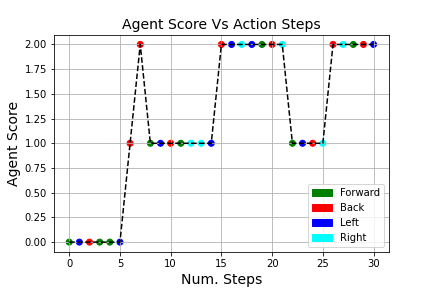 Agent Score Vs Action Steps
2.00
1.75
1.50
1.25
1.00
0.75
0.50
0.25
0.00
Agent Score
Forward
Back
Left
Right
0 5 10 15 20 25 30
Num. Steps